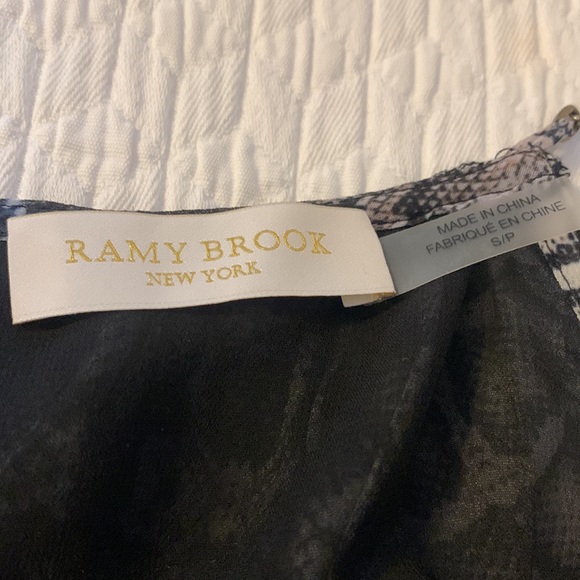 RAMY BROOK
NEW YORK
MADE IN CHINA
FABRIQUÉ EN CHINE
S/P